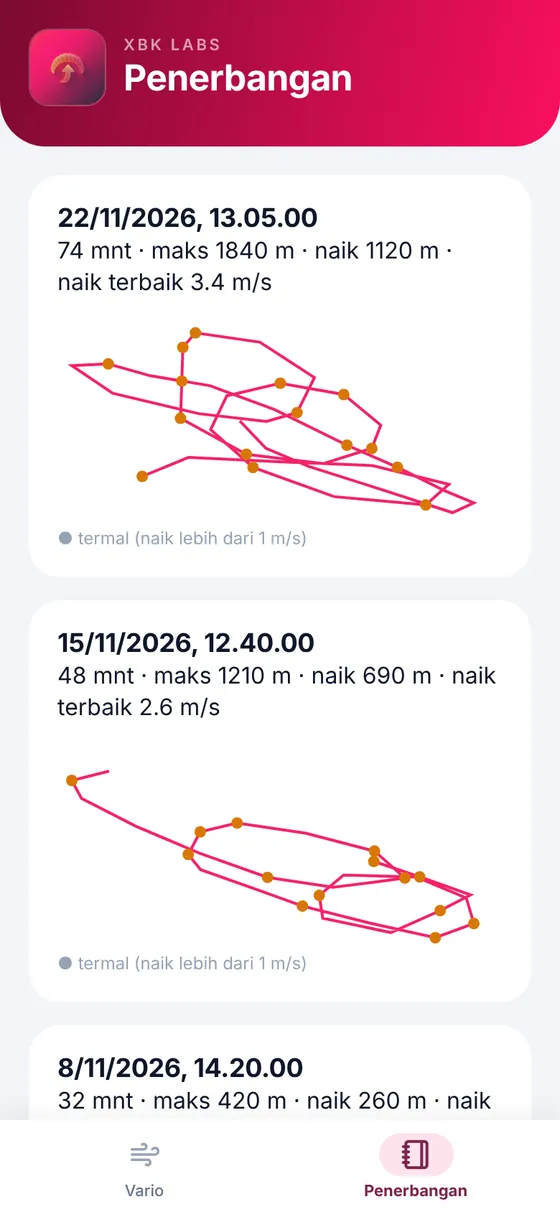 XBK LABS
Penerbangan
22/11/2026, 13.05.00
74 mnt · maks 1840 m · naik 1120 m ·
naik terbaik 3.4 m/s
termal (naik lebih dari 1 m/s)
15/11/2026, 12.40.00
48 mnt · maks 1210 m · naik 690 m · naik
terbaik 2.6 m/s
termal (naik lebih dari 1 m/s)
8/11/2026, 14.20.00
32 mnt · maks 420 m · naik 260 m · naik
Vario
Penerbangan